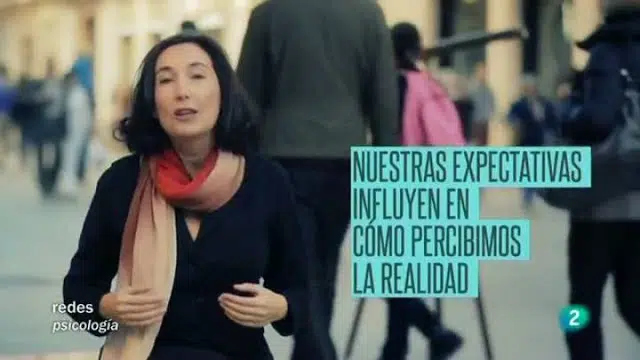 NUESTRAS EXPECTATIVAS
INFLUYEN EN
CÓMO PERCIBIMOS
LA REALIDAD
redes
psicología
2